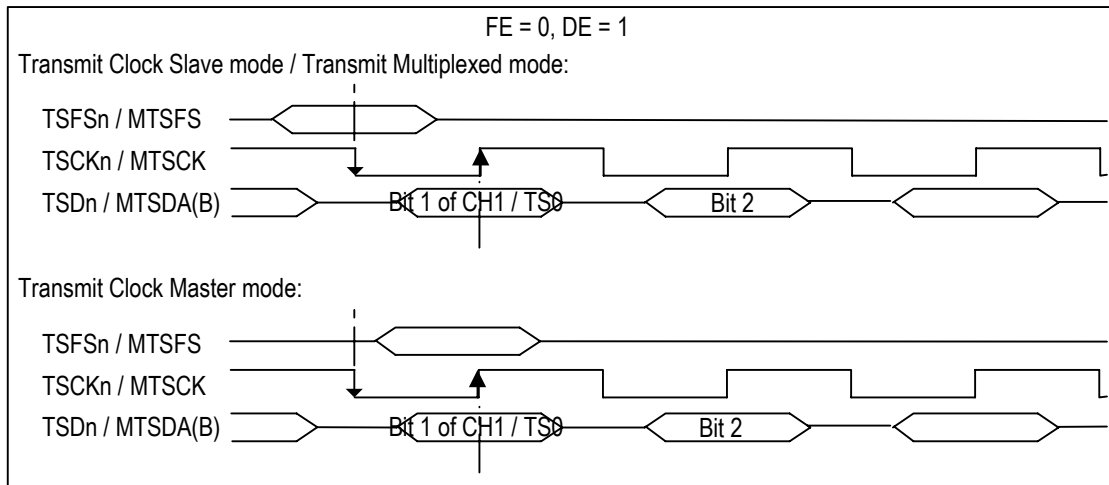 FE = 0, DE = 1
Transmit Clock Slave mode / Transmit Multiplexed mode:
TSFSn / MTSFS
TSCKn / MTSCK
TSDn / MTSDA(B)
Bit 1 of CH1 / TS0
Bit 2
Transmit Clock Master mode:
TSFSn / MTSFS
TSCKn / MTSCK
TSDn / MTSDA(B)
Bit 1 of CH1 / TS0
Bit 2